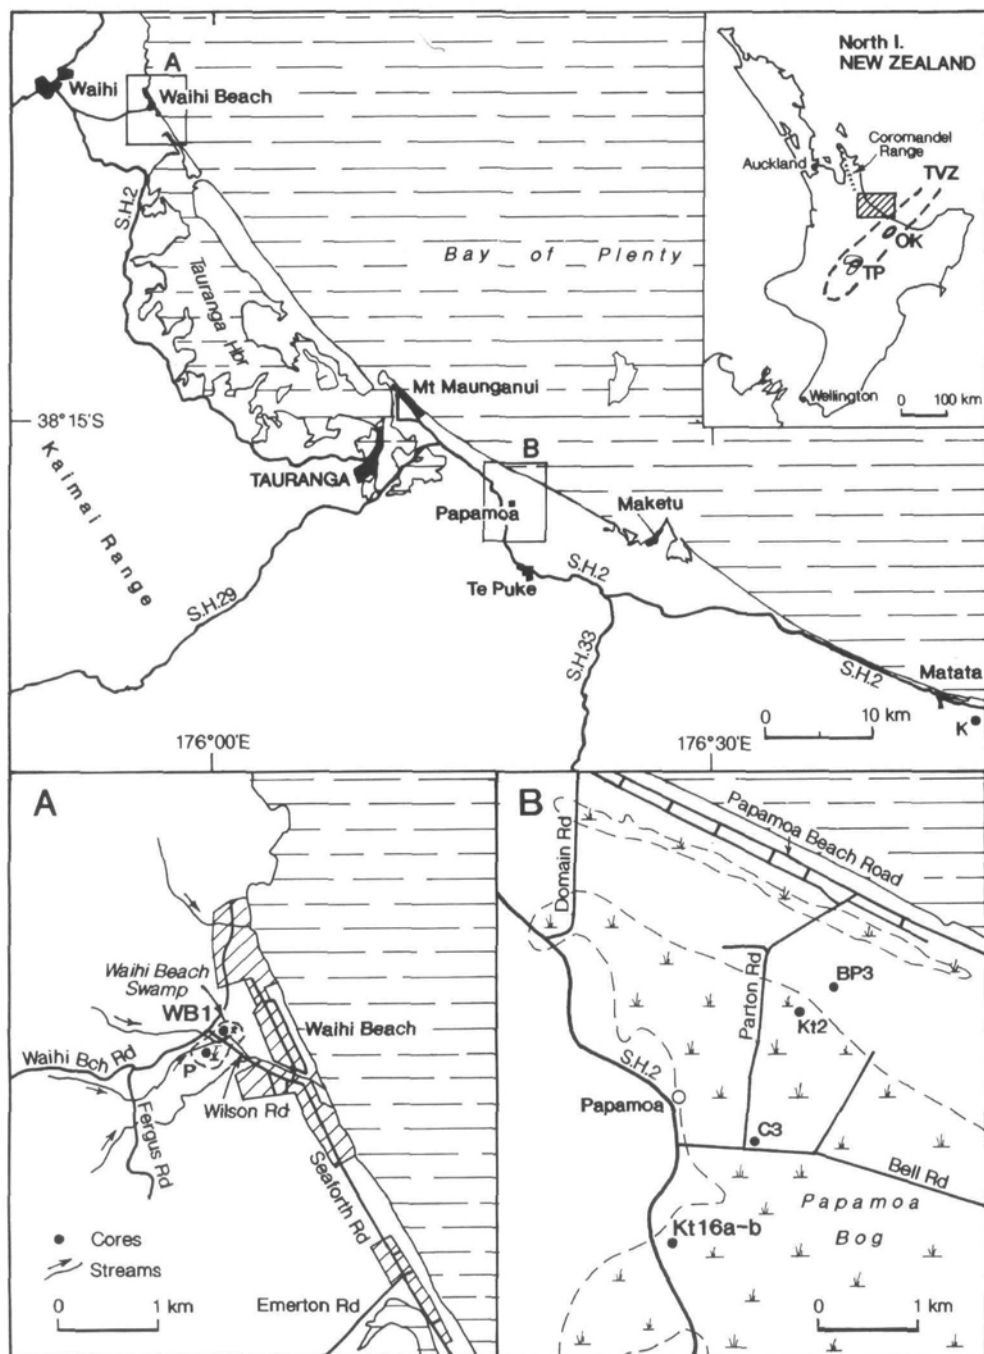 A
Waihi
Waihi Beach
S.H.2
Tauranga Hbr
Bay of Plenty
Mt Maunganui
38°15'S
TAURANGA
B
Papamoa
Maketu
Kaimai Range
Te Puke
S.H.2
S.H.29
S.H.33
S.H.2
Matata
K
0 10 km
176°00'E
176°30'E
North I.
NEW ZEALAND
Coromandel
Range
Auckland
TVZ
OK
TP
Wellington
0 100 km
A
Waihi Beach
Swamp
WB11
Waihi Beach
Waihi Bch Rd
P
Wilson Rd
Fergus Rd
Seaforth Rd
Cores
Streams
Emerton Rd
0 1 km
B
Domain Rd
Papamoa Beach Road
BP3
Parton Rd
Kt2
S.H.2
Papamoa
C3
Bell Rd
Papamoa
Bog
Kt16a-b
0 1 km